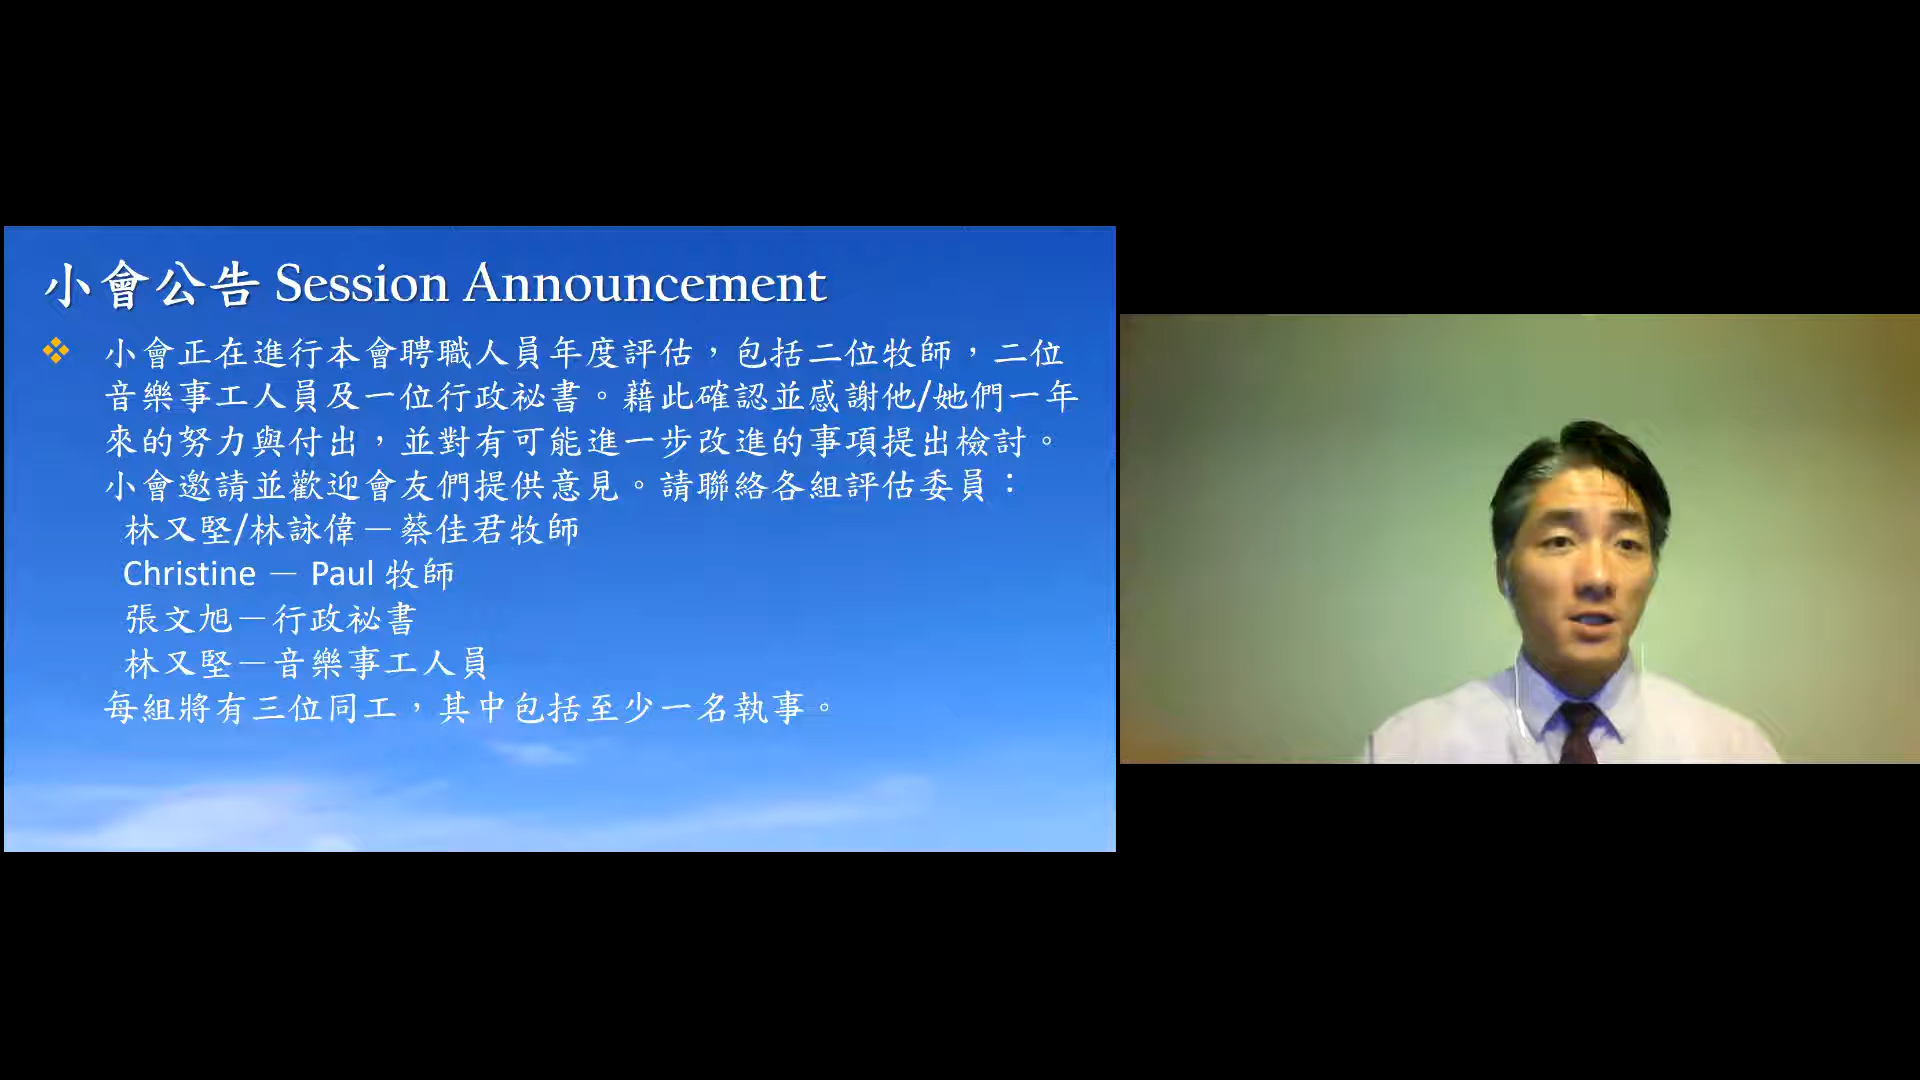 小會公告 Session Announcement
小會正在進行本會聘職人員年度評估，包括二位牧師，二位
音樂事工人員及一位行政祕書。藉此確認並感謝他/她們一年
來的努力與付出，並對有可能進一步改進的事項提出檢討。
小會邀請並歡迎會友們提供意見。請聯絡各組評估委員：
林又堅/林詠偉－蔡佳君牧師
Christine － Paul 牧師
張文旭－行政祕書
林又堅－音樂事工人員
每組將有三位同工，其中包括至少一名執事。